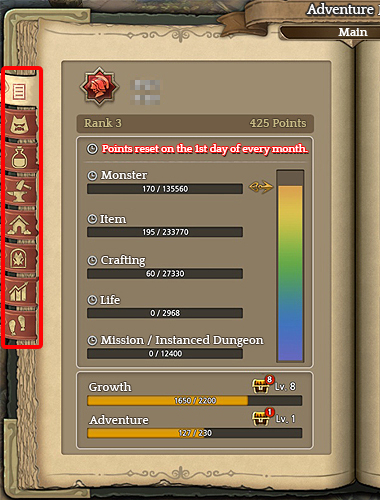 Adventure
Main
Rank 3 425 Points
Points reset on the 1st day of every month.
Monster
170 / 135560
Item
195 / 233770
Crafting
60 / 27330
Life
0 / 2968
Mission / Instanced Dungeon
0 / 12400
Growth 8 Lv. 8
1650 / 2200
Adventure 1 Lv. 1
127 / 230